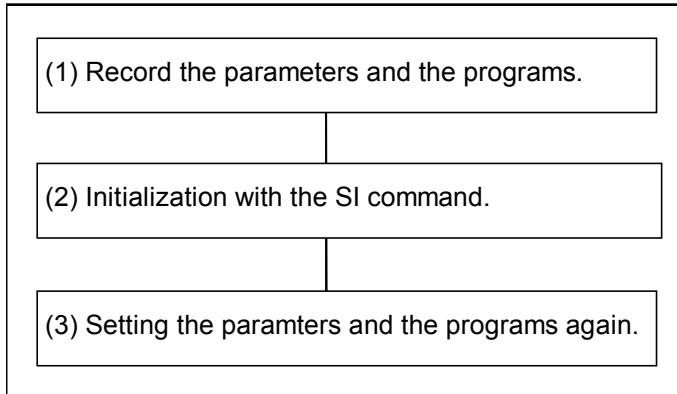 (1) Record the parameters and the programs.
(2) Initialization with the SI command.
(3) Setting the paramters and the programs again.